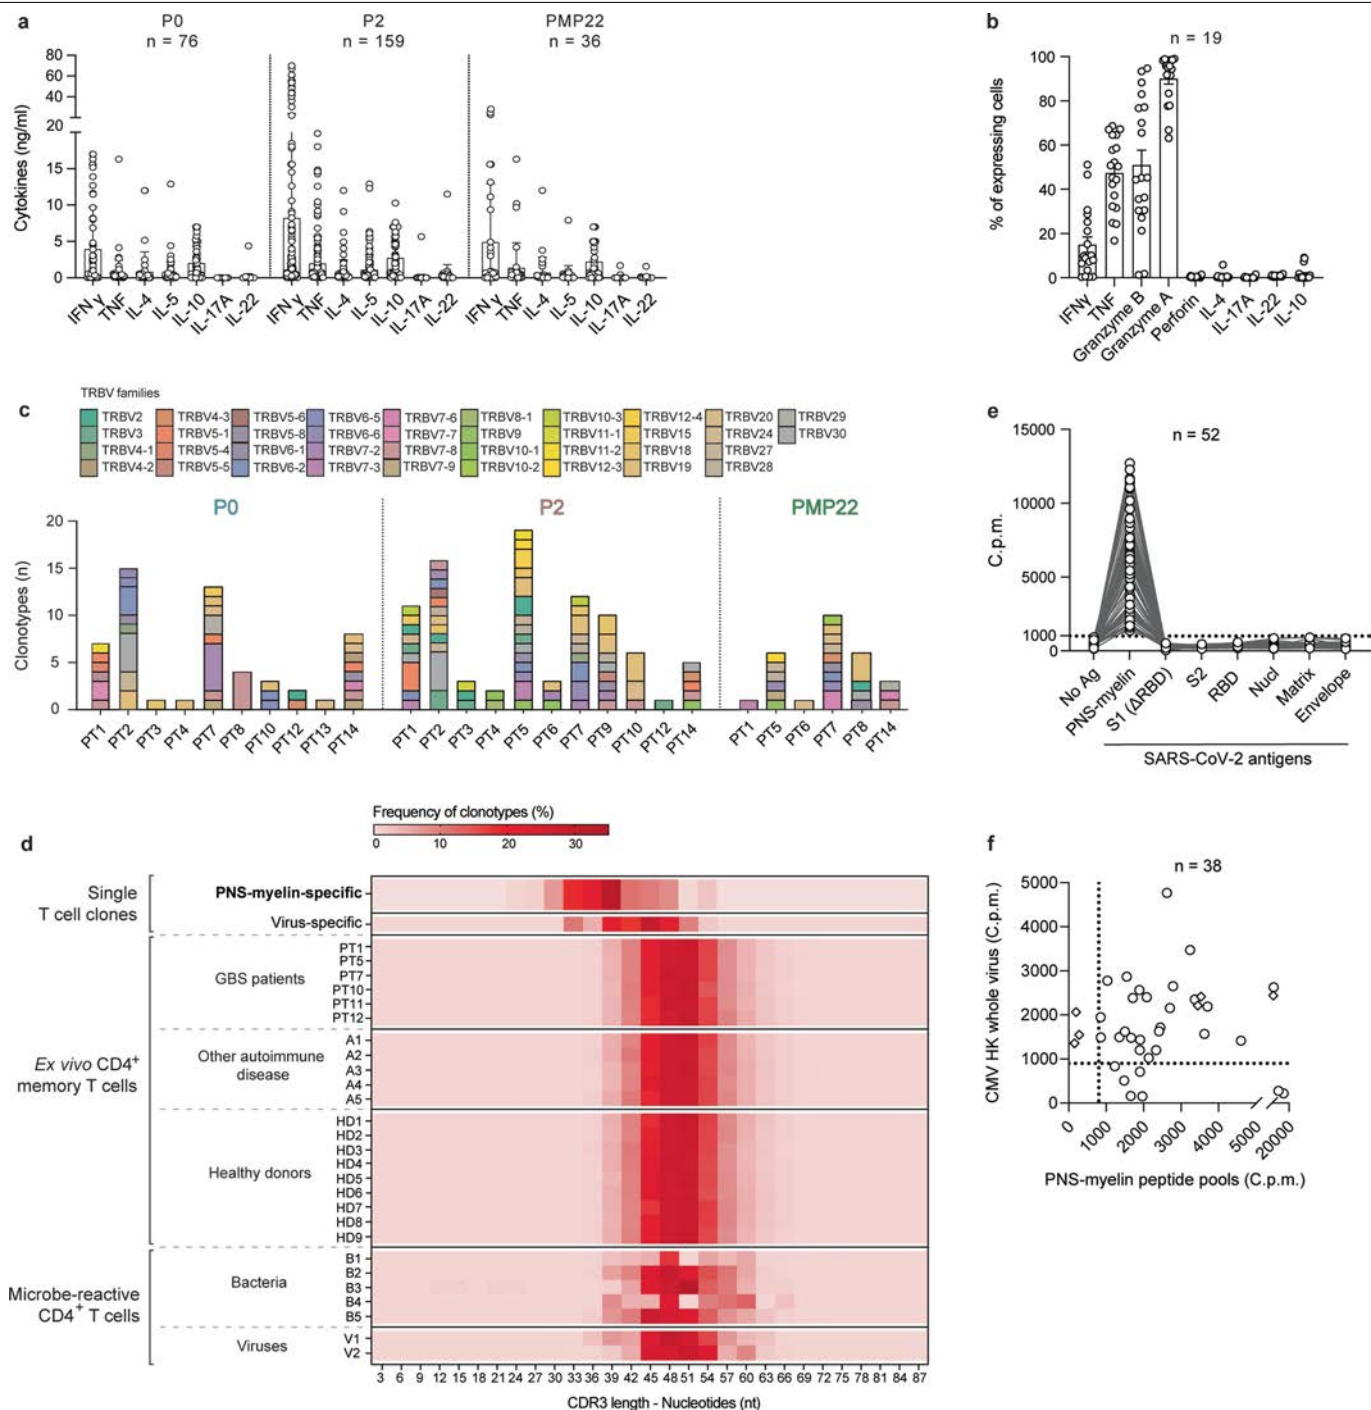 a
P0
n = 76
P2
n = 159
PMP22
n = 36
Cytokines (ng/ml)
80
60
40
20
20
15
10
5
0
IFN γ
TNF
IL-4
IL-5
IL-10
IL-17A
IL-22
IFN γ
TNF
IL-4
IL-5
IL-10
IL-17A
IL-22
IFN γ
TNF
IL-4
IL-5
IL-10
IL-17A
IL-22
b
n = 19
% of expressing cells
100
80
60
40
20
0
IFNγ
TNF
Granzyme B
Granzyme A
Perforin
IL-4
IL-17A
IL-22
IL-10
c
TRBV families
TRBV2 TRBV4-3 TRBV5-6 TRBV6-5 TRBV7-6 TRBV8-1 TRBV10-3 TRBV12-4 TRBV20 TRBV29
TRBV3 TRBV5-1 TRBV5-8 TRBV6-6 TRBV7-7 TRBV9 TRBV11-1 TRBV15 TRBV24 TRBV30
TRBV4-1 TRBV5-4 TRBV6-1 TRBV7-2 TRBV7-8 TRBV10-1 TRBV11-2 TRBV18 TRBV27
TRBV4-2 TRBV5-5 TRBV6-2 TRBV7-3 TRBV7-9 TRBV10-2 TRBV12-3 TRBV19 TRBV28
P0 P2 PMP22
Clonotypes (n)
20
15
10
5
0
PT1 PT2 PT3 PT4 PT7 PT8 PT10 PT12 PT13 PT14
PT1 PT2 PT3 PT4 PT5 PT6 PT7 PT9 PT10 PT12 PT14
PT1 PT5 PT6 PT7 PT8 PT14
e
n = 52
C.p.m.
15000
10000
5000
1000
0
No Ag
PNS-myelin
S1 (ΔRBD)
S2
RBD
Nucl
Matrix
Envelope
SARS-CoV-2 antigens
d
Frequency of clonotypes (%)
0 10 20 30
Single
T cell clones
PNS-myelin-specific
Virus-specific
Ex vivo CD4+
memory T cells
GBS patients
PT1
PT5
PT7
PT10
PT11
PT12
Other autoimmune
disease
A1
A2
A3
A4
A5
Healthy donors
HD1
HD2
HD3
HD4
HD5
HD6
HD7
HD8
HD9
Microbe-reactive
CD4+ T cells
Bacteria
B1
B2
B3
B4
B5
Viruses
V1
V2
3 6 9 12 15 18 21 24 27 30 33 36 39 42 45 48 51 54 57 60 63 66 69 72 75 78 81 84 87
CDR3 length - Nucleotides (nt)
f
n = 38
CMV HK whole virus (C.p.m.)
5000
4000
3000
2000
1000
0
0 1000 2000 3000 4000 5000 20000
PNS-myelin peptide pools (C.p.m.)